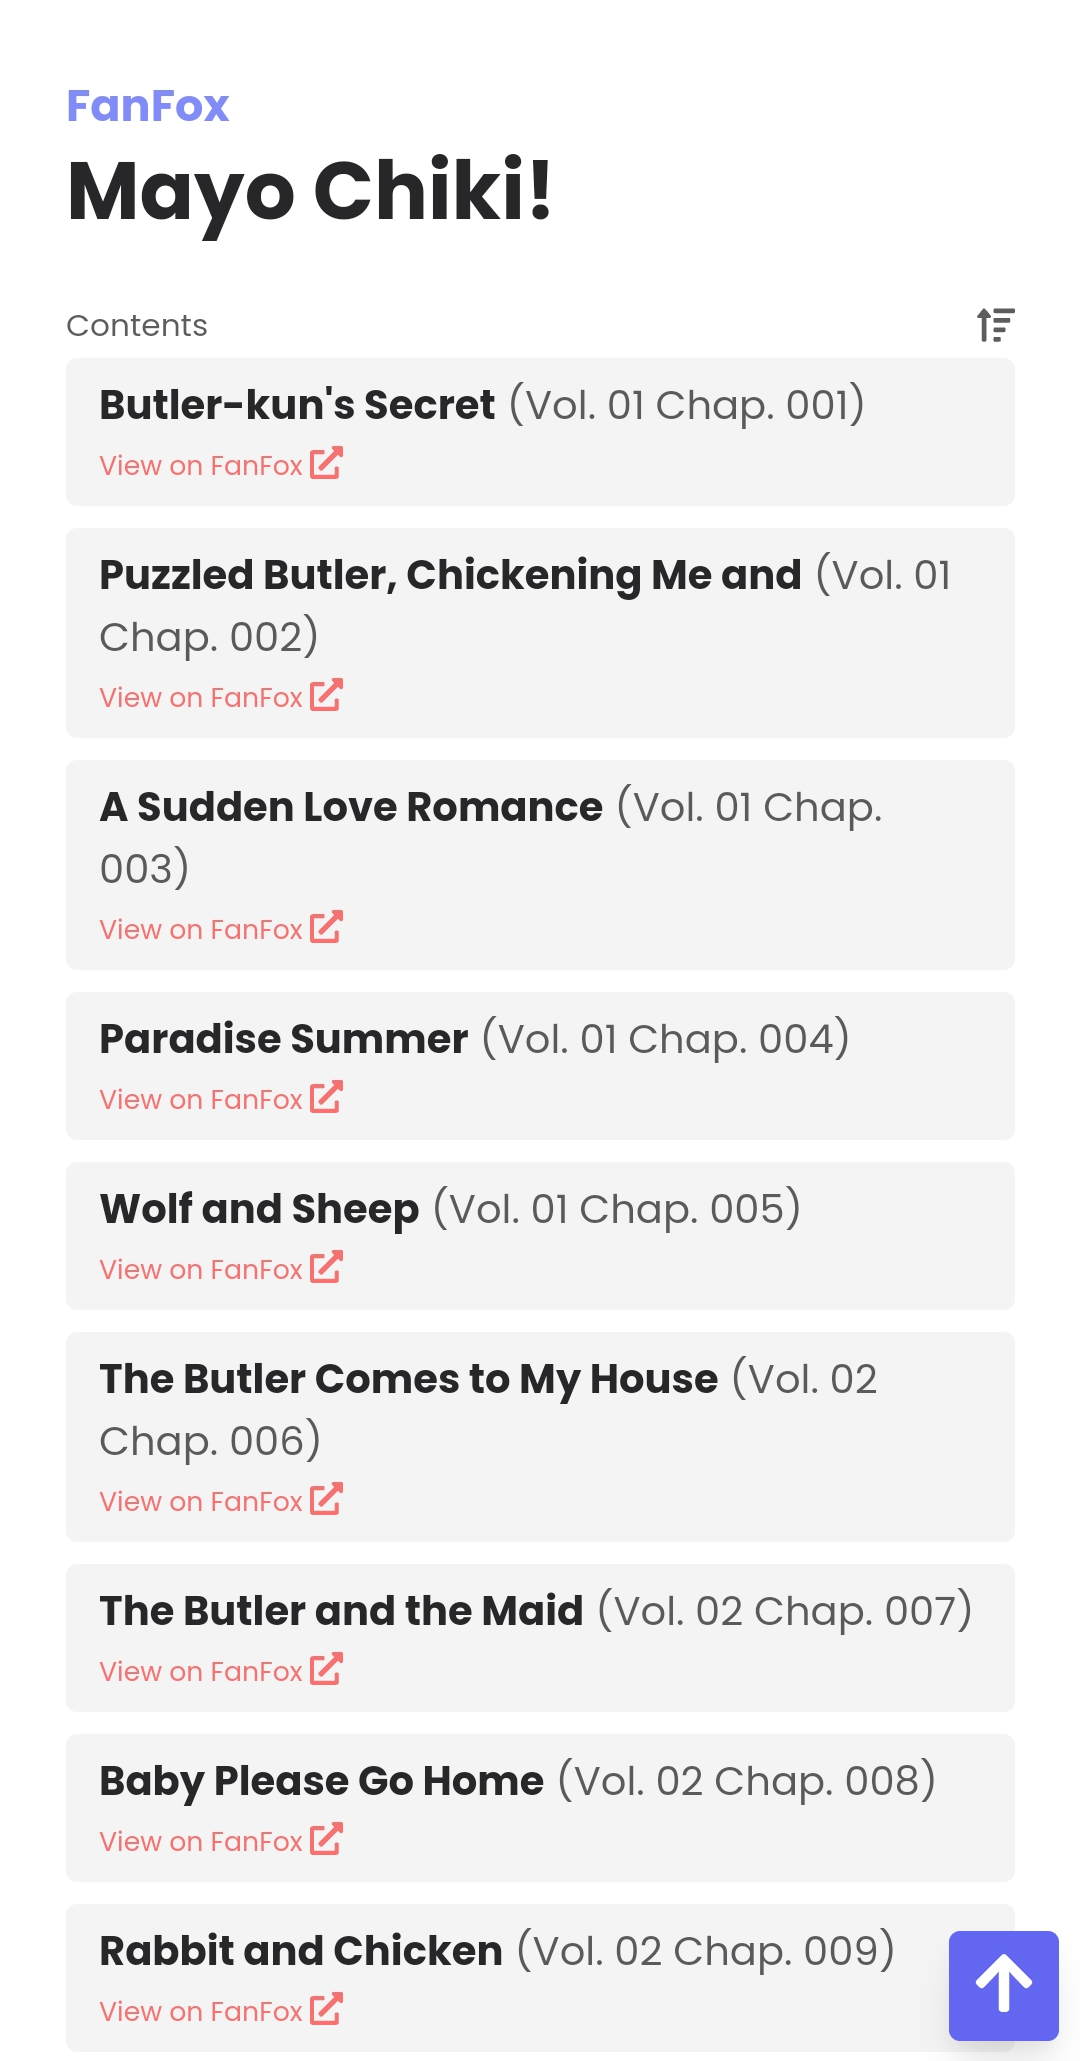 FanFox
Mayo Chiki!
Contents
Butler-kun's Secret (Vol. 01 Chap. 001)
View on FanFox
Puzzled Butler, Chickening Me and (Vol. 01
Chap. 002)
View on FanFox
A Sudden Love Romance (Vol. 01 Chap.
003)
View on FanFox
Paradise Summer (Vol. 01 Chap. 004)
View on FanFox
Wolf and Sheep (Vol. 01 Chap. 005)
View on FanFox
The Butler Comes to My House (Vol. 02
Chap. 006)
View on FanFox
The Butler and the Maid (Vol. 02 Chap. 007)
View on FanFox
Baby Please Go Home (Vol. 02 Chap. 008)
View on FanFox
Rabbit and Chicken (Vol. 02 Chap. 009)
View on FanFox